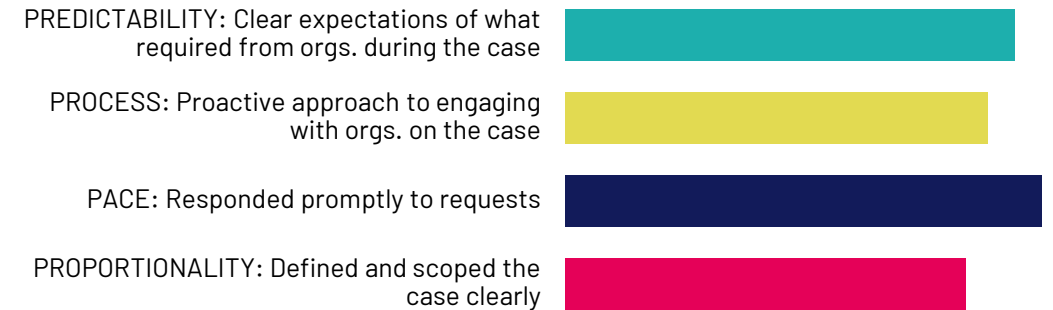 PREDICTABILITY: Clear expectations of what
required from orgs. during the case
PROCESS: Proactive approach to engaging
with orgs. on the case
PACE: Responded promptly to requests
PROPORTIONALITY: Defined and scoped the
case clearly